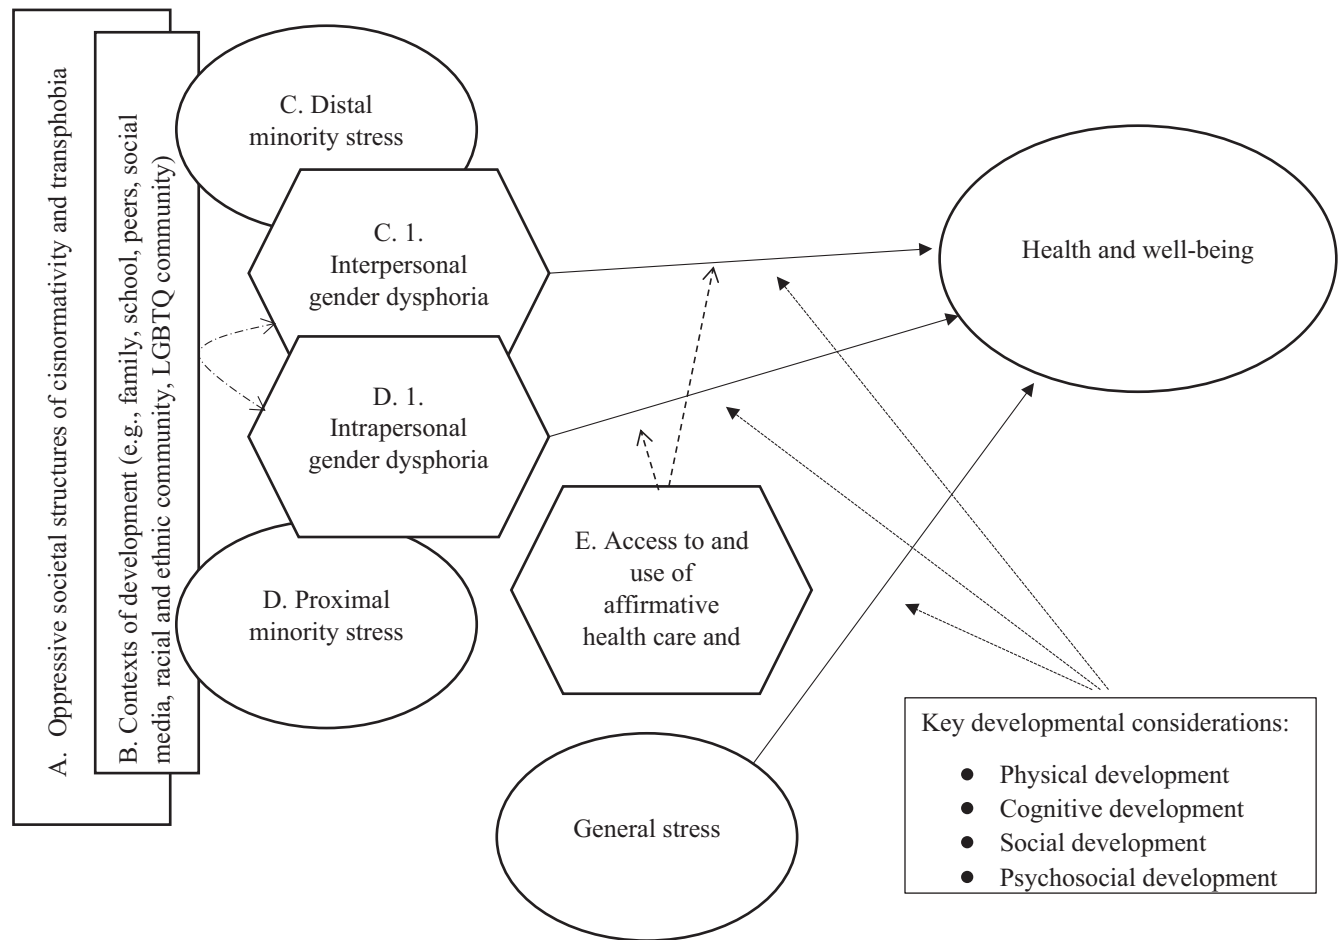 A. Oppressive societal structures of cisnormativity and transphobia
B. Contexts of development (e.g., family, school, peers, social
media, racial and ethnic community, LGBTQ community)
C. Distal
minority stress
C. 1.
Interpersonal
gender dysphoria
D. 1.
Intrapersonal
gender dysphoria
D. Proximal
minority stress
E. Access to and
use of
affirmative
health care and
General stress
Health and well-being
Key developmental considerations:
● Physical development
● Cognitive development
● Social development
● Psychosocial development